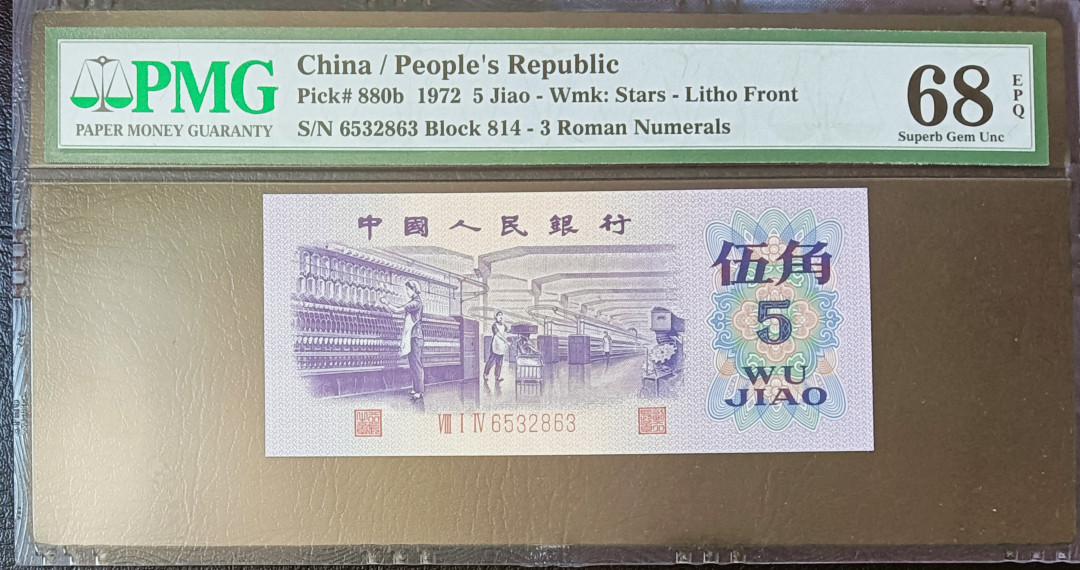 PMG
PAPER MONEY GUARANTY
China / People's Republic
Pick# 880b 1972 5 Jiao - Wmk: Stars - Litho Front
S/N 6532863 Block 814 - 3 Roman Numerals
68
EPQ
Superb Gem Unc
中國人民銀行
伍角
5
WU
JIAO
VIII I IV 6532863